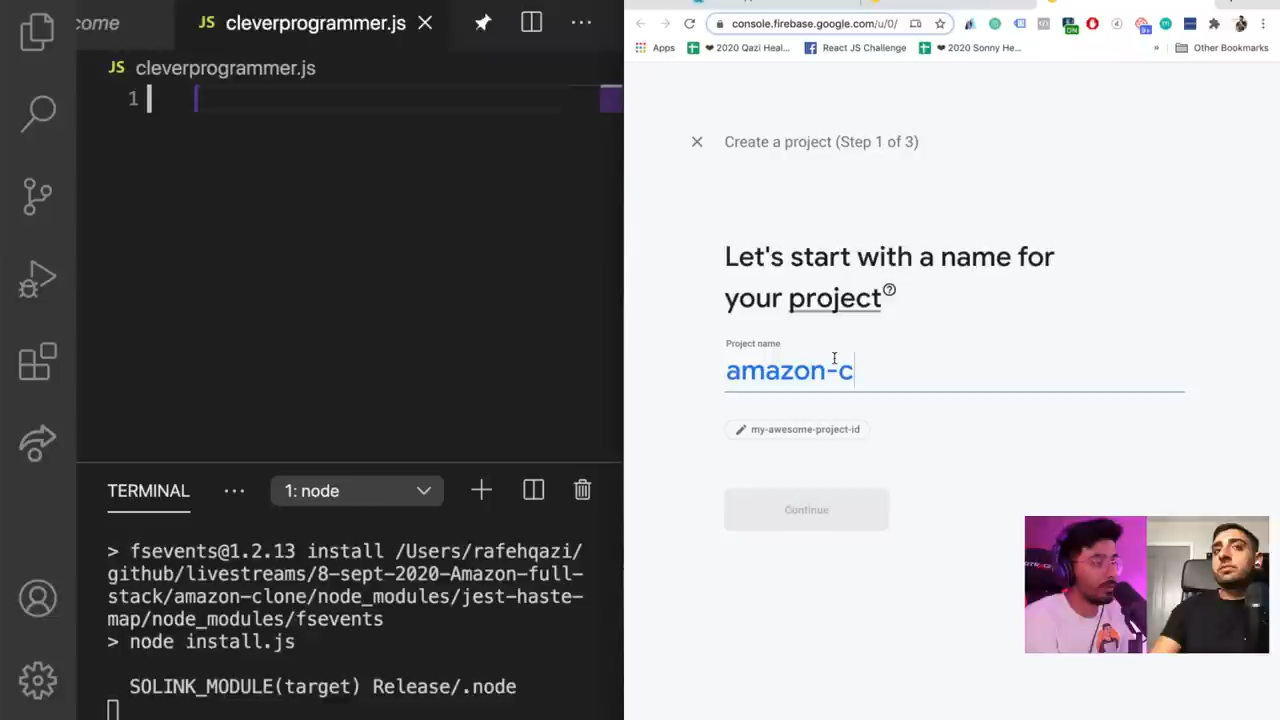 come
JS cleverprogrammer.js
JS cleverprogrammer.js
1
TERMINAL
1: node
> fsevents@1.2.13 install /Users/rafehqazi/
github/livestreams/8-sept-2020-Amazon-full-
stack/amazon-clone/node_modules/jest-haste-
map/node_modules/fsevents
> node install.js
SOLINK_MODULE(target) Release/.node
console.firebase.google.com/u/0/
ON
9+
Apps
❤ 2020 Qazi Heal...
React JS Challenge
❤ 2020 Sonny He...
»
Other Bookmarks
Create a project (Step 1 of 3)
Let's start with a name for
your project
Project name
amazon-c
my-awesome-project-id
Continue